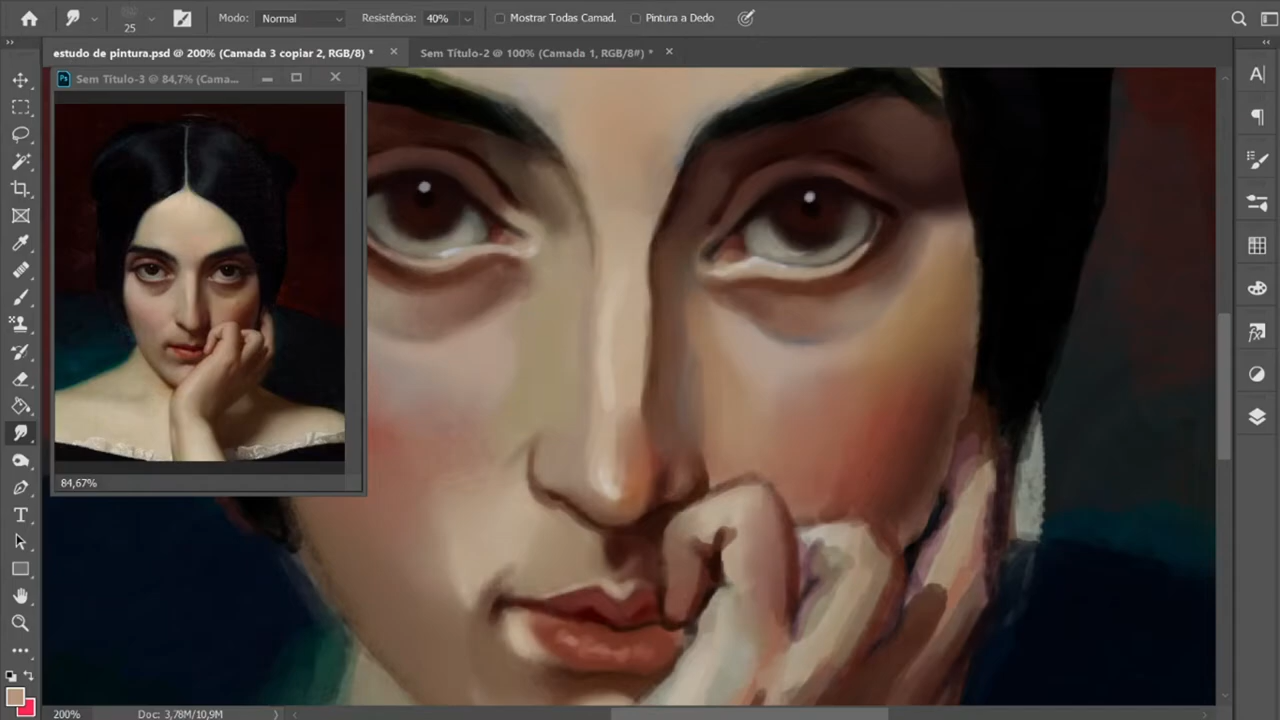 25
Modo: Normal
Resistência: 40%
Mostrar Todas Camad.
Pintura a Dedo
estudo de pintura.psd @ 200% (Camada 3 copiar 2, RGB/8) *
Sem Título-2 @ 100% (Camada 1, RGB/8#) *
Ps
Sem Título-3 @ 84,7% (Cama...
84,67%
200%
Doc: 3,78M/10,9M